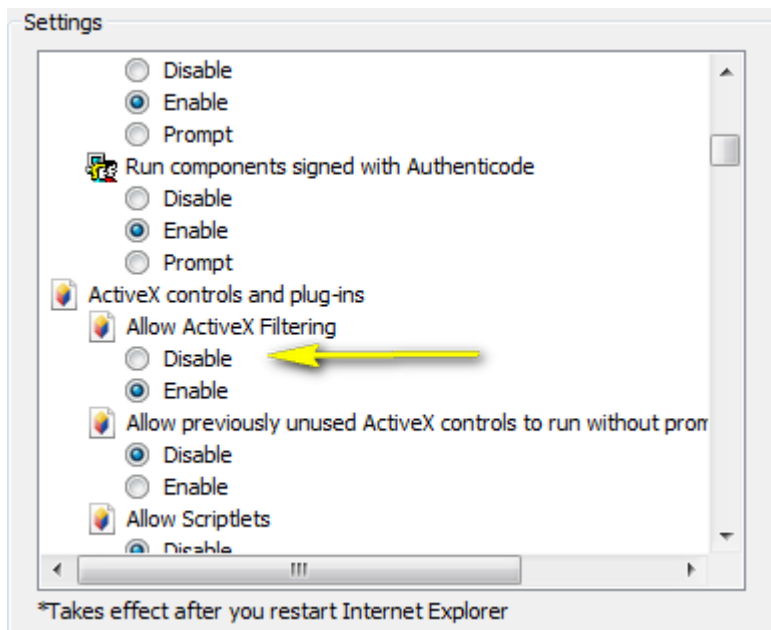 Settings
Disable
Enable
Prompt
Run components signed with Authenticode
Disable
Enable
Prompt
ActiveX controls and plug-ins
Allow ActiveX Filtering
Disable
Enable
Allow previously unused ActiveX controls to run without prom
Disable
Enable
Allow Scriptlets
Disable
*Takes effect after you restart Internet Explorer